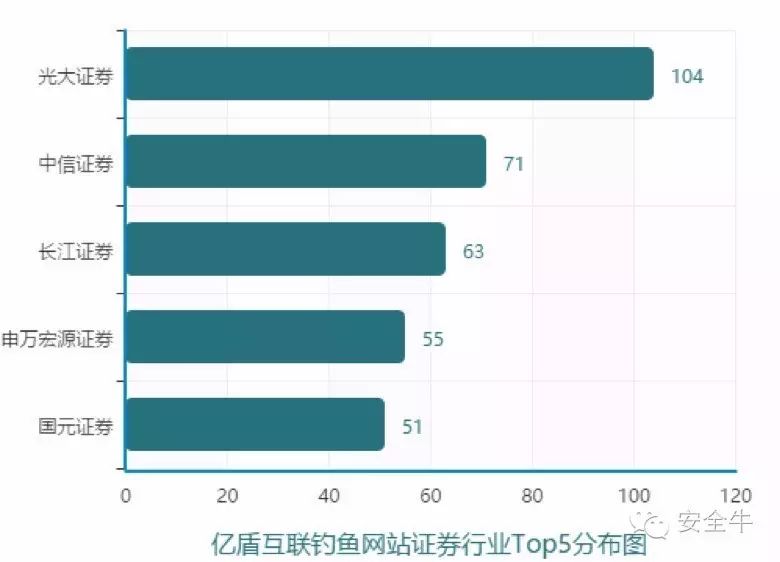 光大证券
104
中信证券
71
长江证券
63
申万宏源证券
55
国元证券
51
0 20 40 60 80 100 120
安全牛
亿盾互联钓鱼网站证券行业Top5分布图